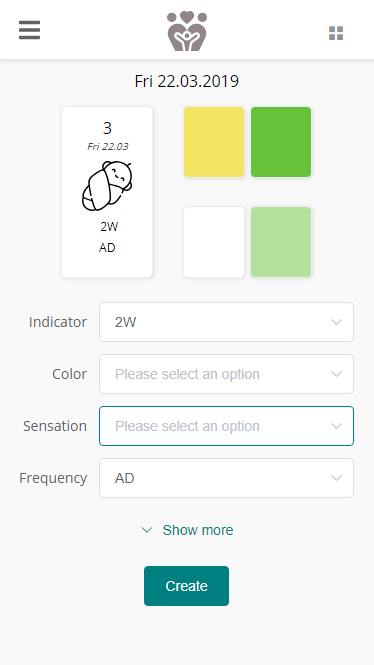 Fri 22.03.2019
3
Fri 22.03
2W
AD
Indicator 2W
Color Please select an option
Sensation Please select an option
Frequency AD
Show more
Create